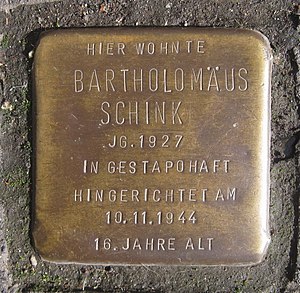 HIER WOHNTE
BARTHOLOMÄUS
SCHINK
JG. 1927
IN GESTAPOHAFT
HINGERICHTET AM
10.11.1944
16. JAHRE ALT